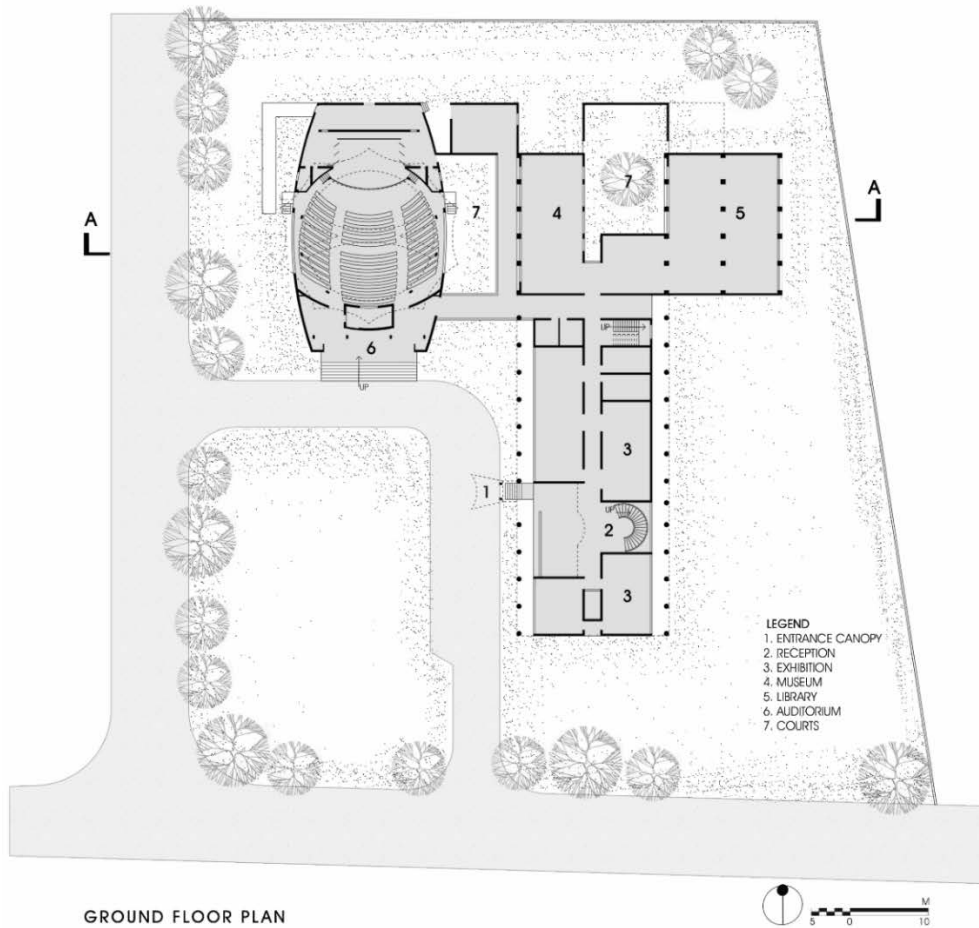 A
A
7
7
4
5
6
UP
UP
3
1
UP
2
3
LEGEND
1. ENTRANCE CANOPY
2. RECEPTION
3. EXHIBITION
4. MUSEUM
5. LIBRARY
6. AUDITORIUM
7. COURTS
GROUND FLOOR PLAN
M
5 0 10